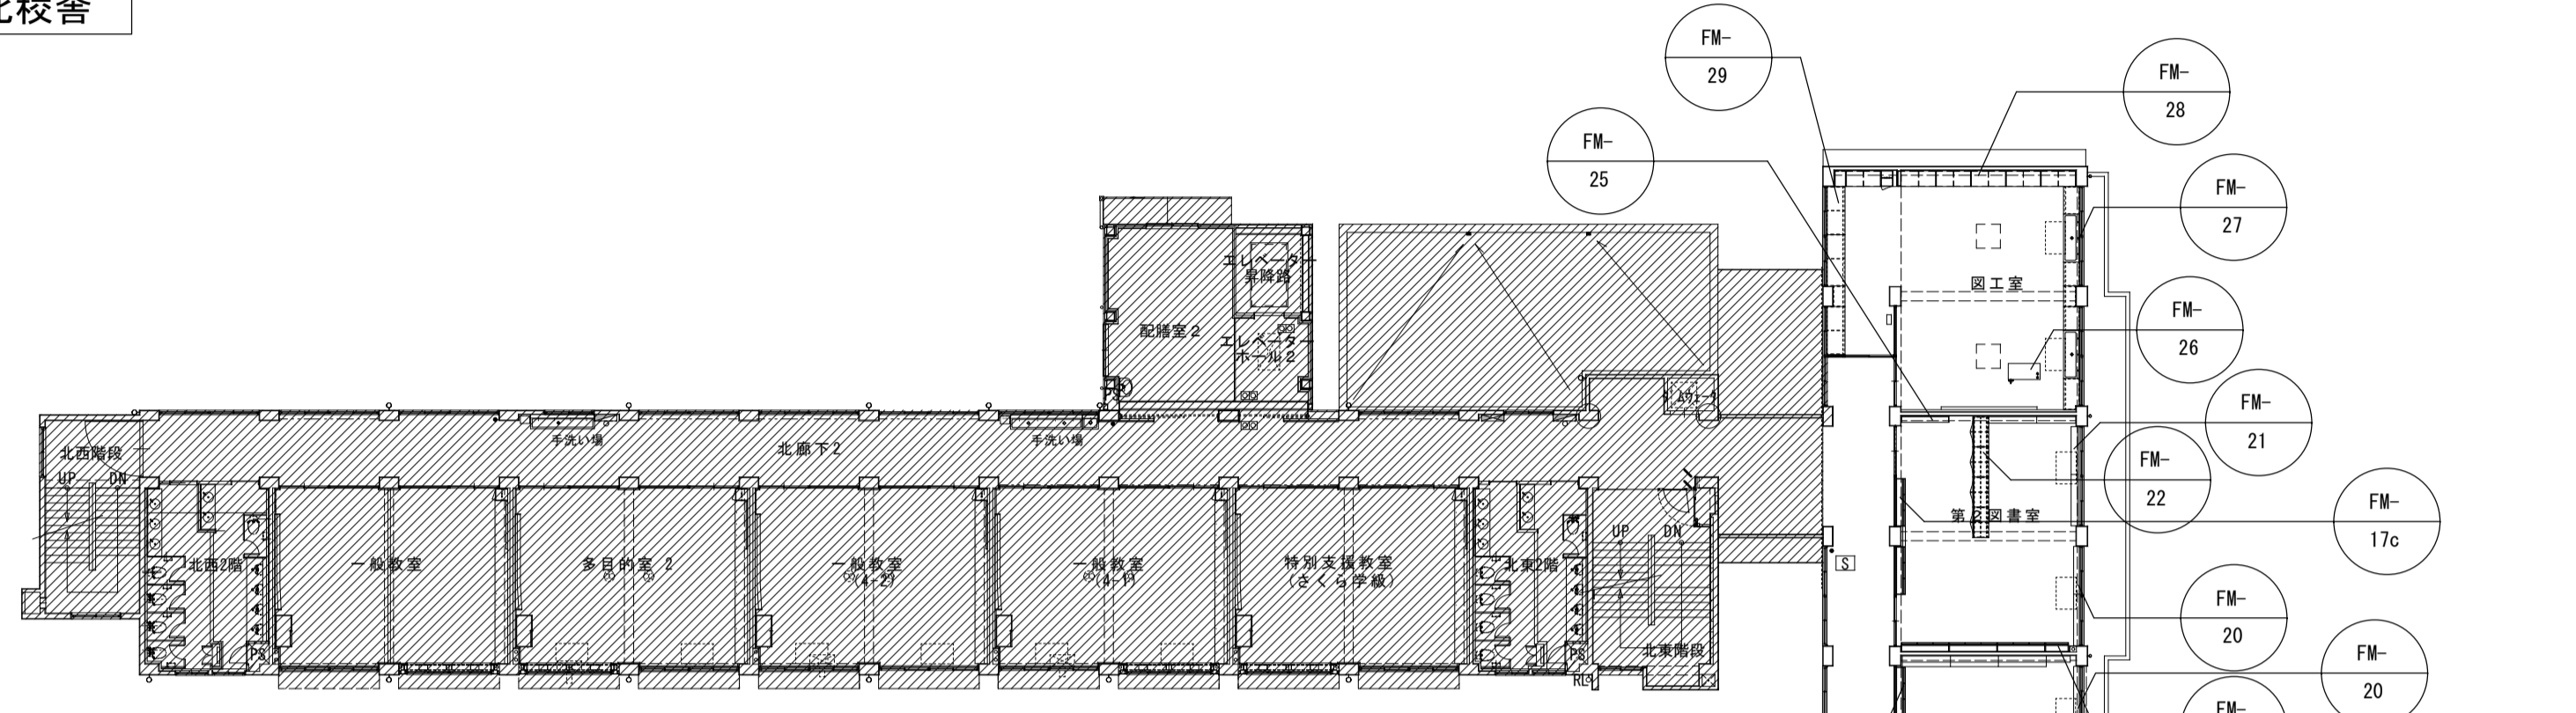 北校舎
FM-
29
FM-
28
FM-
25
FM-
27
エレベーター
昇降路
図工室
配膳室2
エレベーター
ホール2
FM-
26
PS
北西階段
UP
DN
手洗い場
北廊下2
手洗い場
FM-
21
FM-
22
FM-
17c
第2図書室
S
北西2階
一般教室
多目的室 2
一般教室
(4-2)
一般教室
(4-1)
特別支援教室
(さくら学級)
北東2階
UP
DN
FM-
20
PS
PS
北東階段
RL
FM-
20
FM-